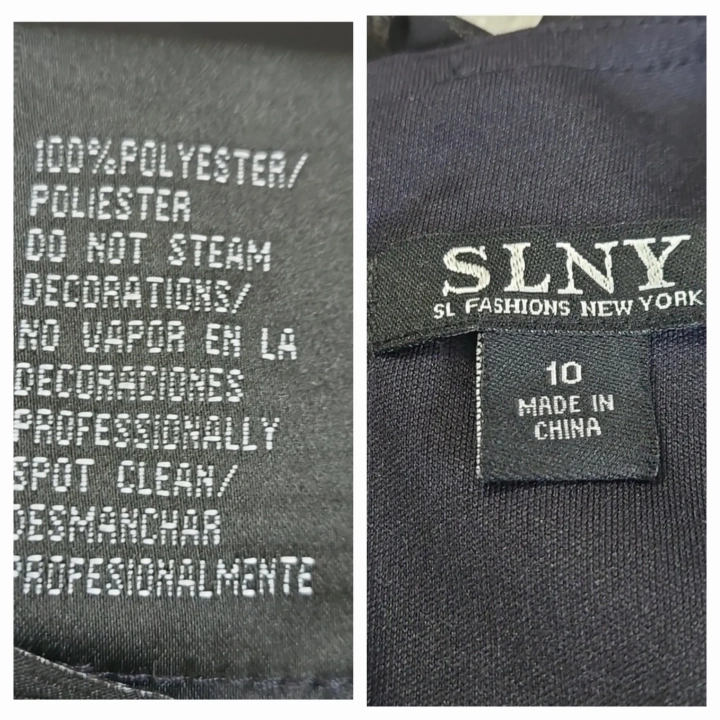 100%POLYESTER/
POLIESTER
DO NOT STEAM
DECORATIONS/
NO VAPOR EN LA
DECORACIONES
PROFESSIONALLY
SPOT CLEAN/
DESMANCHAR
PROFESIONALMENTE
SLNY
SL FASHIONS NEW YORK
10
MADE IN
CHINA